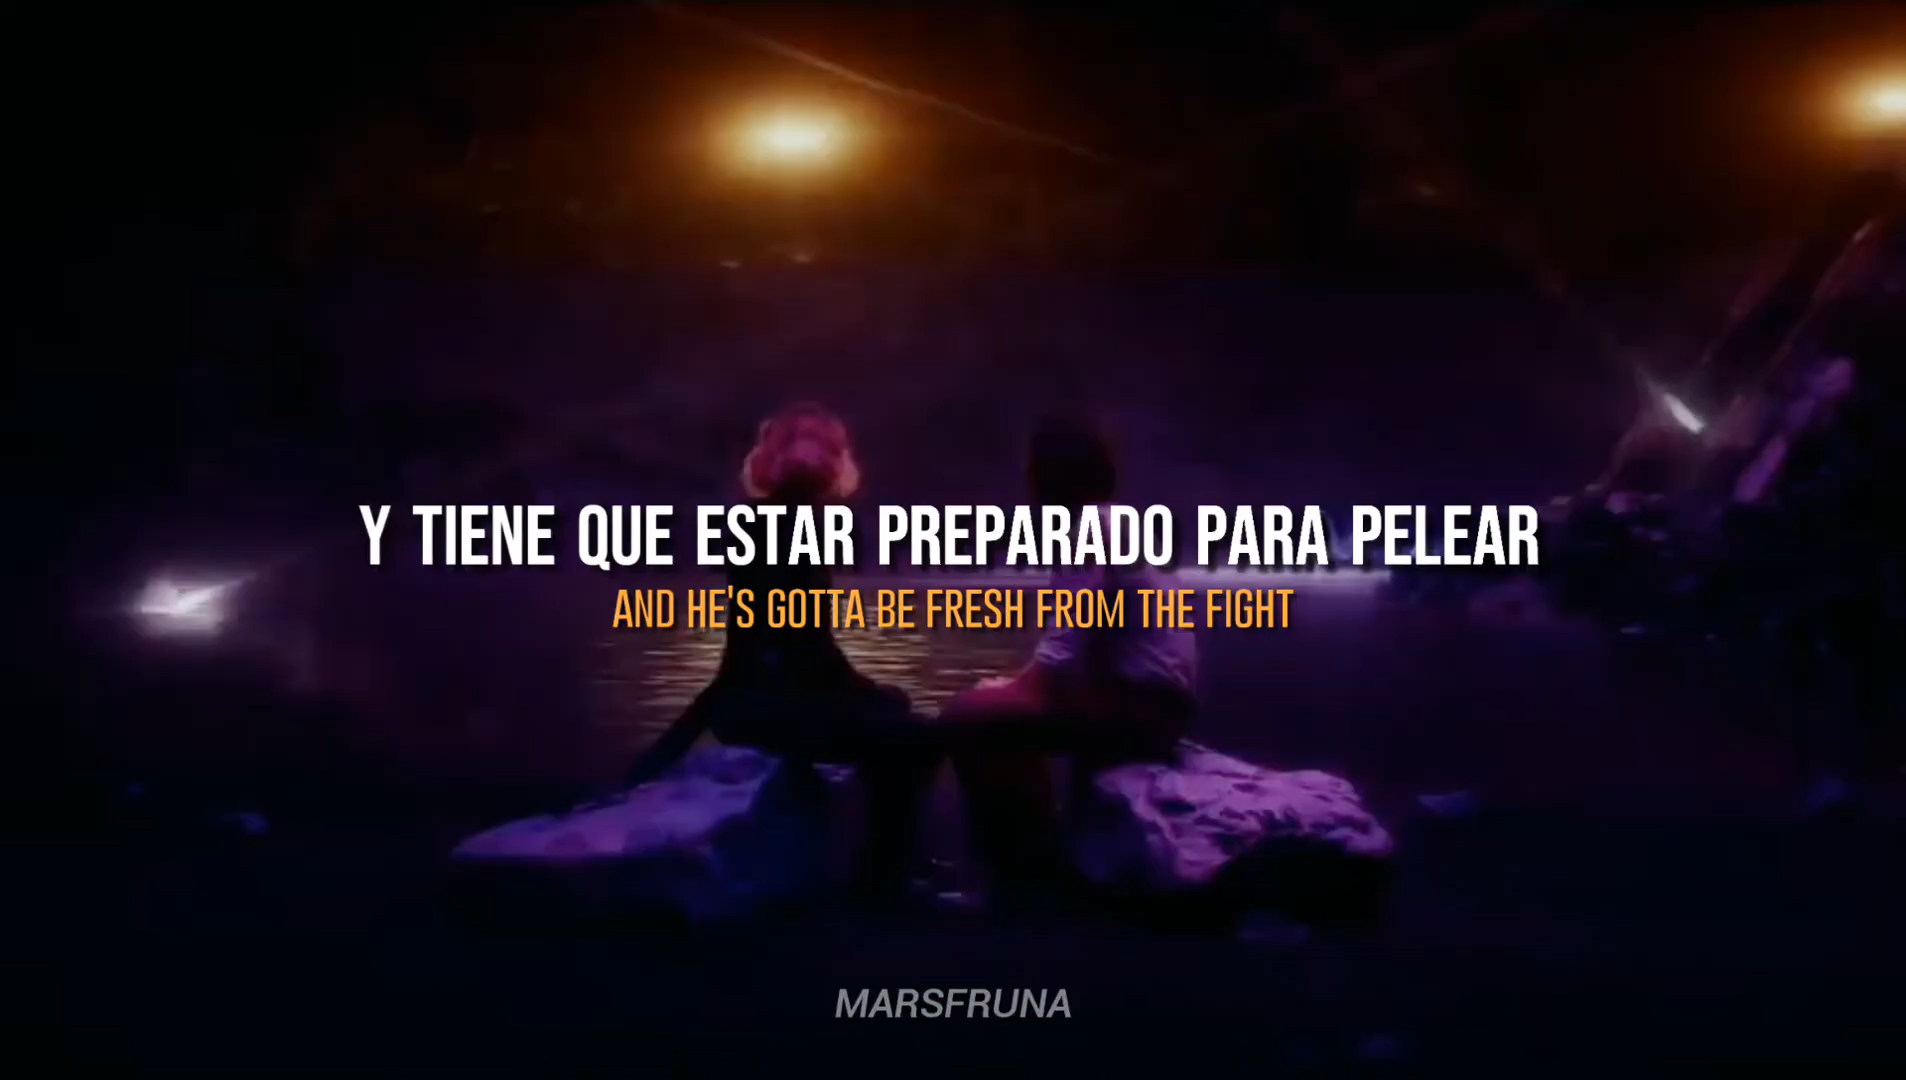 Y TIENE QUE ESTAR PREPARADO PARA PELEAR
AND HE'S GOTTA BE FRESH FROM THE FIGHT
MARSFRUNA